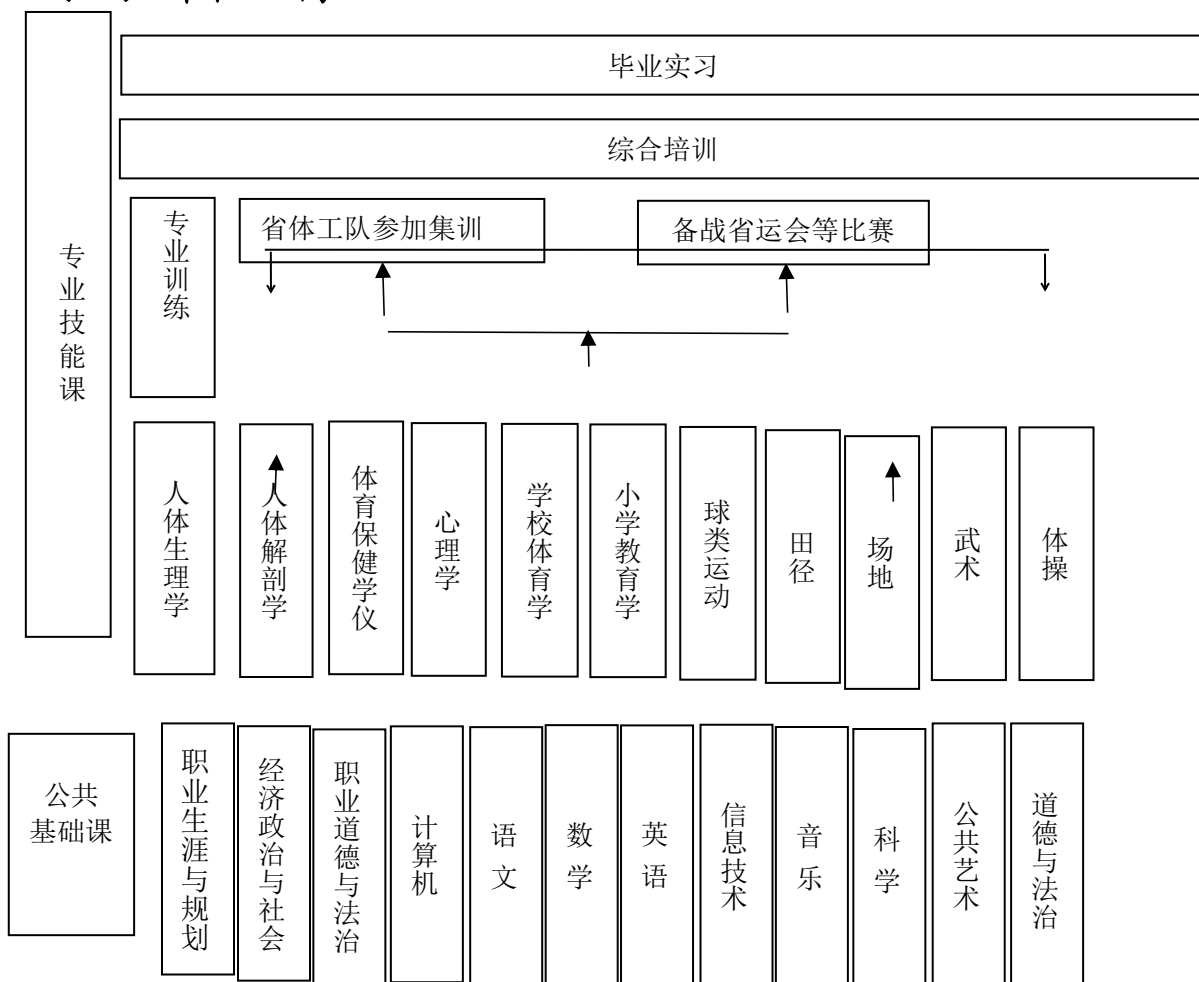 毕业实习
综合培训
专业技能课
专业训练
省体工队参加集训
备战省运会等比赛
人体生理学
人体解剖学
体育保健学仪
心理学
学校体育学
小学教育学
球类运动
田径
场地
武术
体操
公共
基础课
职业生涯与规划
经济政治与社会
职业道德与法治
计算机
语文
数学
英语
信息技术
音乐
科学
公共艺术
道德与法治